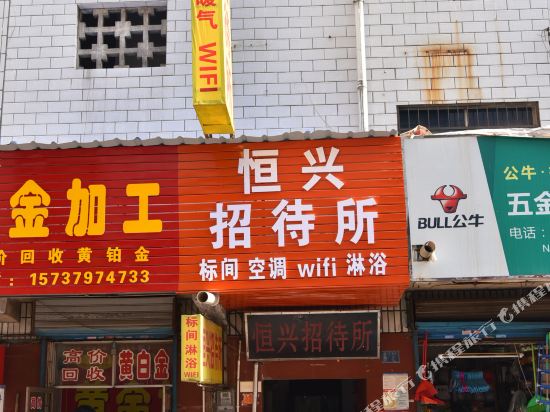 暖气 WIFI
金加工
价回收黄铂金
: 15737974733
恒兴
招待所
标间 空调 wifi 淋浴
BULL公牛
公牛·
五金
电话:
恒兴招待所
标间淋浴
WIFI
高价
回收
黄白金
携程旅行